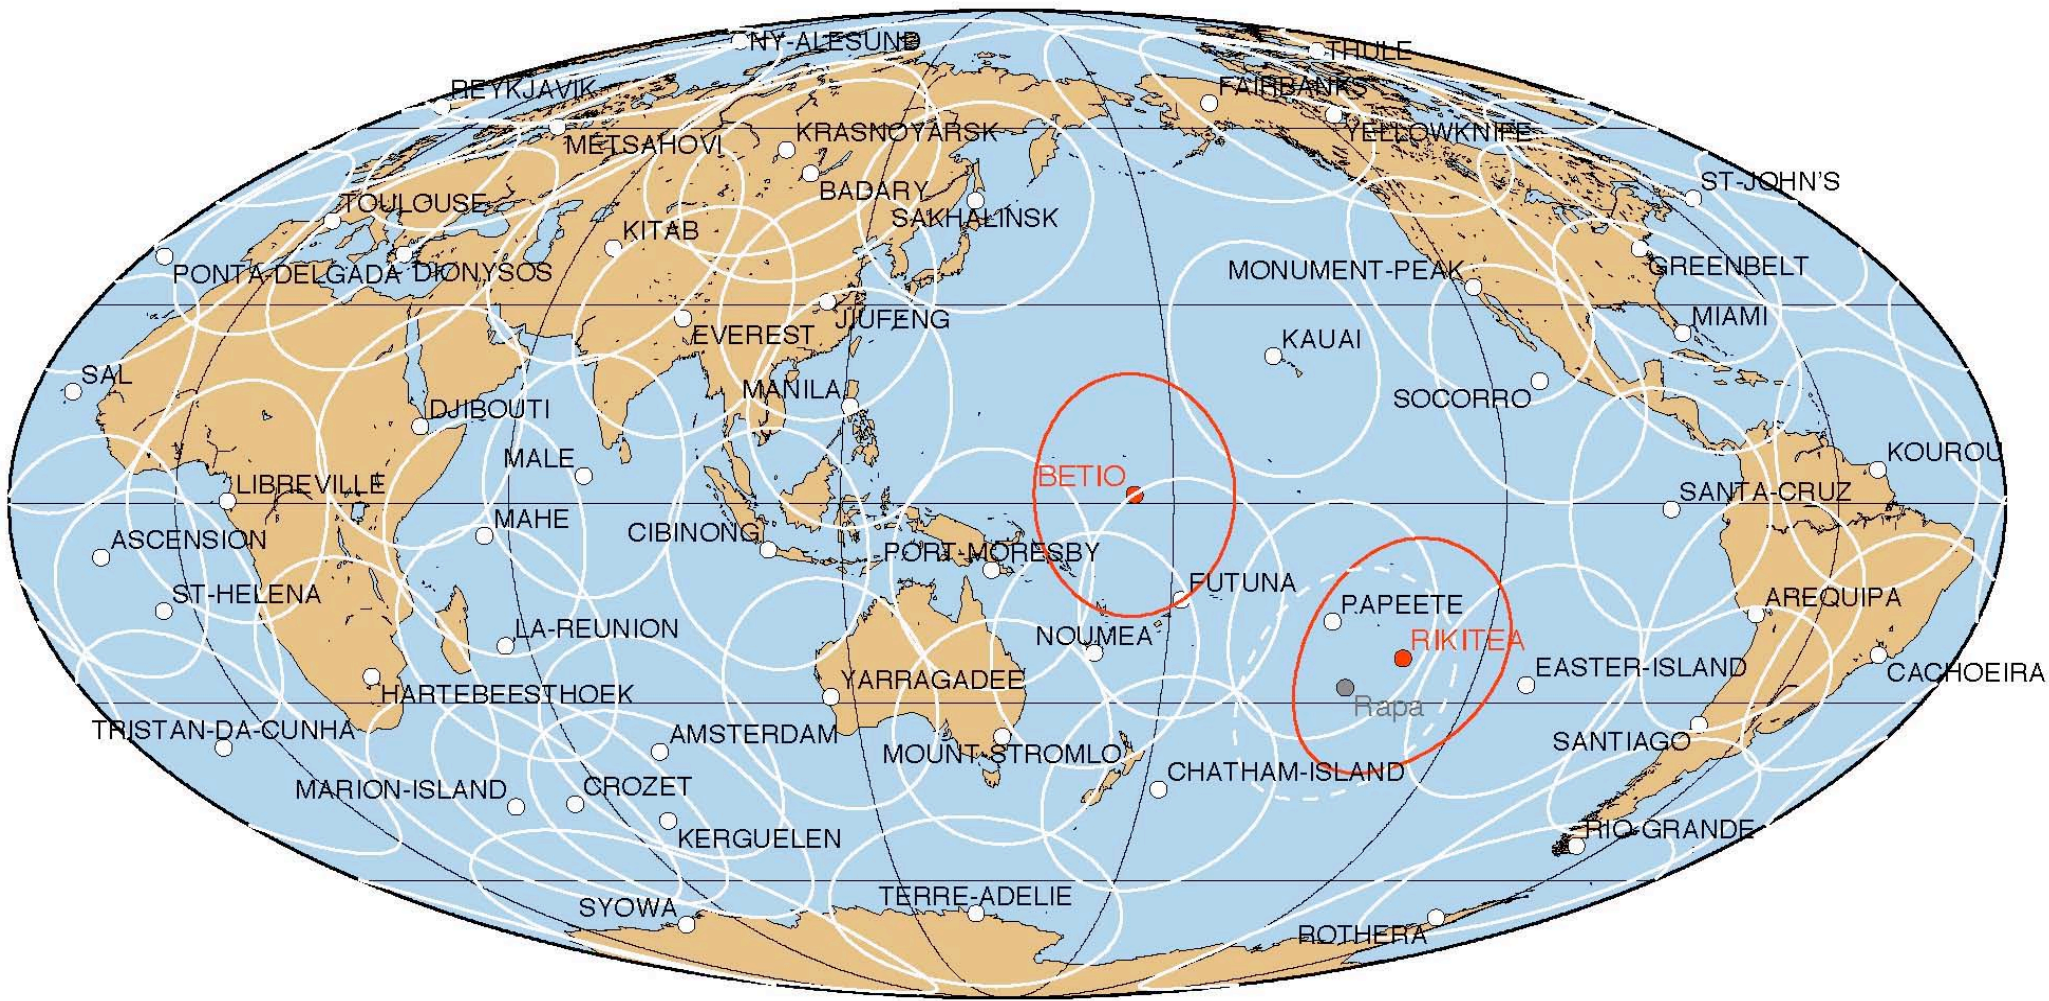 NY-ALESUND
THULE
REYKJAVIK
FAIRBANKS
METSAHOVI
KRASNOYARSK
YELLOWKNIFE
BADARY
ST-JOHN'S
TOULOUSE
SAKHALINSK
KITAB
PONTA-DELGADA
DIONYSOS
MONUMENT-PEAK
GREENBELT
JIUFENG
MIAMI
EVEREST
KAUAI
SAL
MANILA
SOCORRO
DJIBOUTI
MALE
KOUROU
BETIO
LIBREVILLE
SANTA-CRUZ
MAHE
CIBINONG
ASCENSION
PORT-MORESBY
FUTUNA
ST-HELENA
PAPEETE
AREQUIPA
LA-REUNION
NOUMEA
RIKITEA
EASTER-ISLAND
CACHOEIRA
YARRAGADEE
HARTEBEESTHOEK
Rapa
TRISTAN-DA-CUNHA
AMSTERDAM
MOUNT-STROMLO
SANTIAGO
CHATHAM-ISLAND
MARION-ISLAND
CROZET
KERGUELEN
RIO-GRANDE
TERRE-ADELIE
SYOWA
ROTHERA